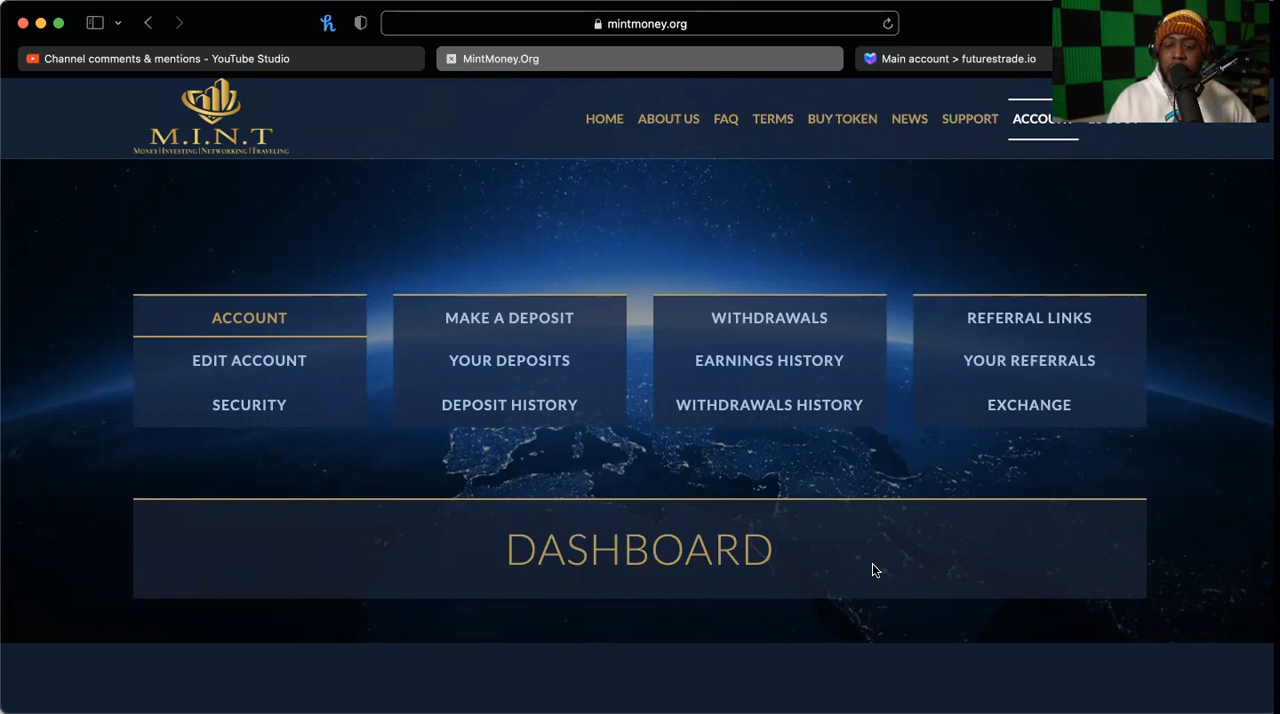 mintmoney.org
Channel comments & mentions - YouTube Studio
MintMoney.Org
Main account > futurestrade.io
M.I.N.T
MONEY|INVESTING|NETWORKING|TRAVELING
HOME
ABOUT US
FAQ
TERMS
BUY TOKEN
NEWS
SUPPORT
ACCOUNT
EDIT ACCOUNT
SECURITY
MAKE A DEPOSIT
YOUR DEPOSITS
DEPOSIT HISTORY
WITHDRAWALS
EARNINGS HISTORY
WITHDRAWALS HISTORY
REFERRAL LINKS
YOUR REFERRALS
EXCHANGE
DASHBOARD